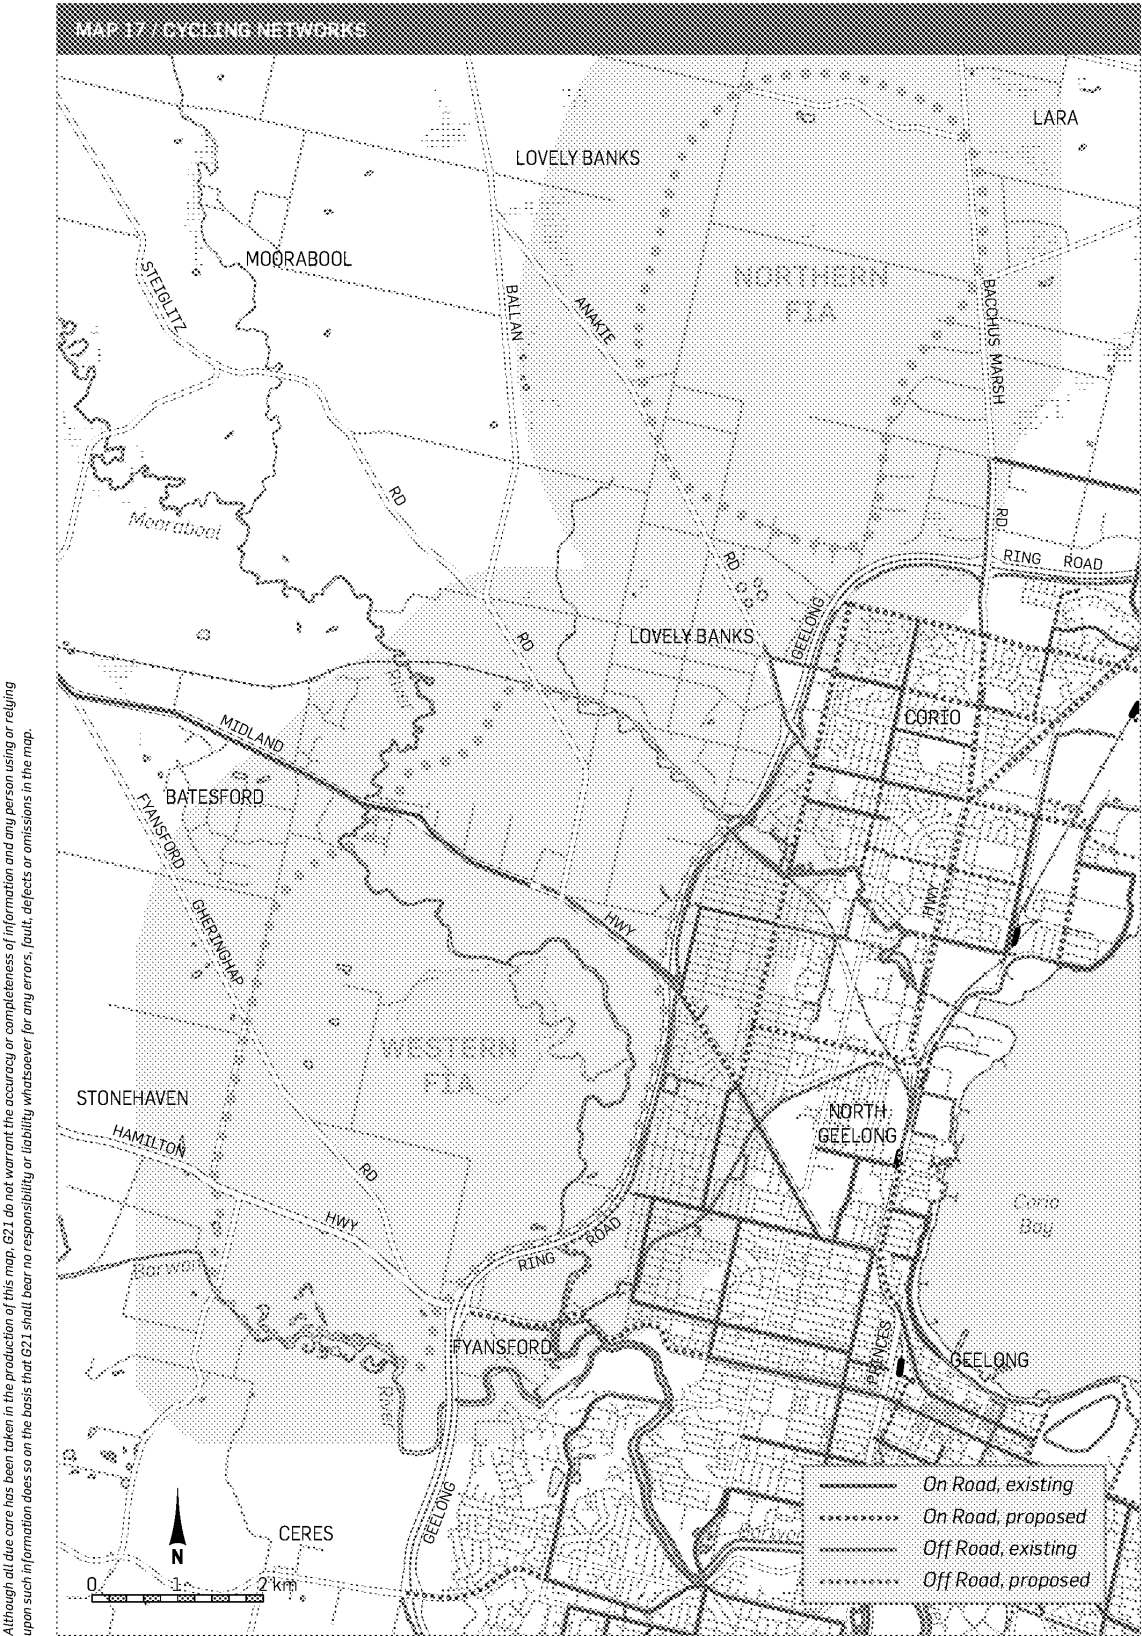 MAP 17 / CYCLING NETWORKS
LARA
LOVELY BANKS
MOORABOOL
STEIGLITZ
BALLAN
ANAKIE
NORTHERN
FIA
BACCHUS MARSH
RD
RD
Moorabool
RING ROAD
RD
RD
GEELONG
LOVELY BANKS
River
CORIO
MIDLAND
BATESFORD
FYANSFORD
GHERINGHAP
HWY
HWY
WESTERN
FIA
STONEHAVEN
HAMILTON
NORTH
GEELONG
RD
HWY
Corio
Bay
RING ROAD
Barwon
FYANSFORD
PRINCES
GEELONG
River
GEELONG
CERES
N
0 1 2 km
On Road, existing
On Road, proposed
Off Road, existing
Off Road, proposed
Although all due care has been taken in the production of this map. G21 do not warrant the accuracy or completeness of information and any person using or relying
upon such information does so on the basis that G21 shall bear no responsibility or liability whatsoever for any errors, fault, defects or omissions in the map.